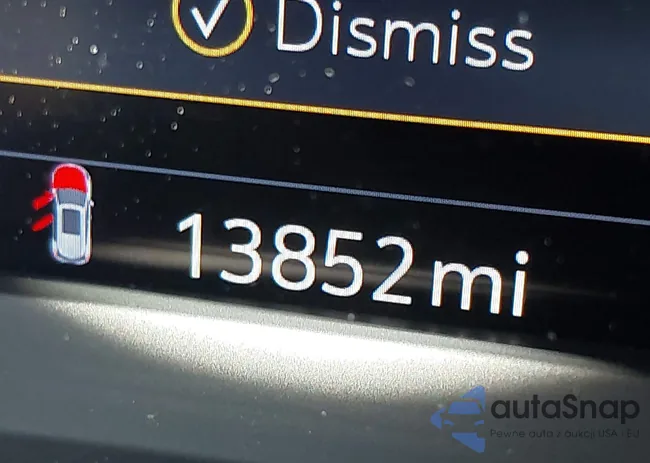 Dismiss
13852 mi
autaSnap
Pewne auta z aukcji USA i EU